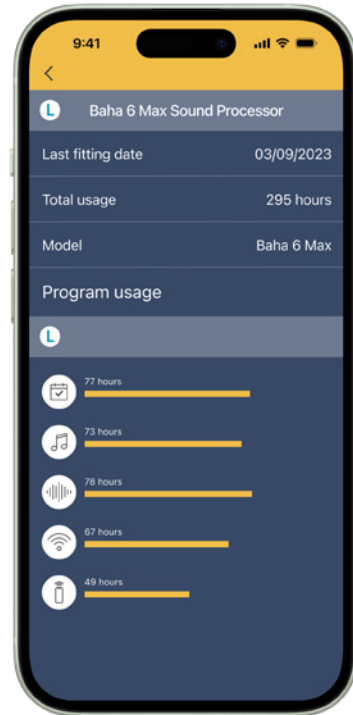 9:41
L Baha 6 Max Sound Processor
Last fitting date 03/09/2023
Total usage 295 hours
Model Baha 6 Max
Program usage
L
77 hours
73 hours
78 hours
67 hours
49 hours